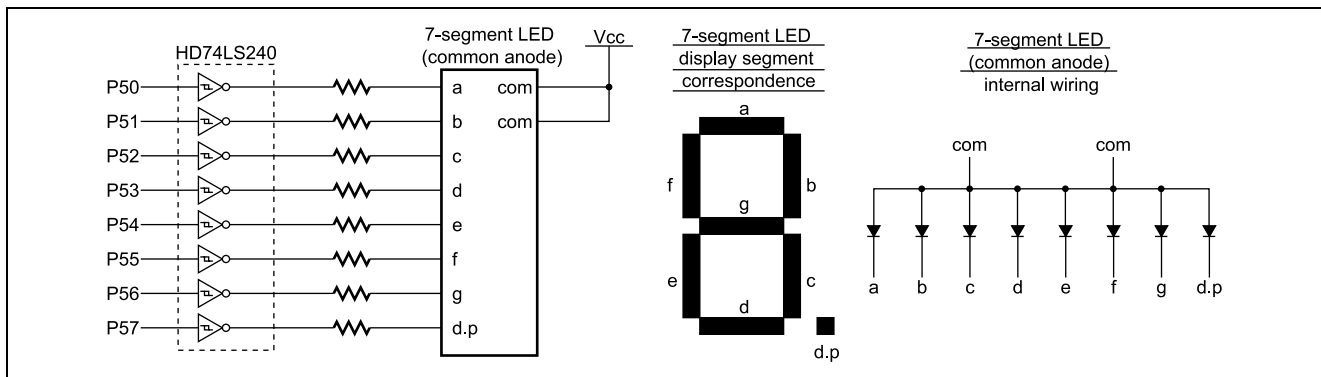 HD74LS240
7-segment LED
(common anode)
Vcc
P50
P51
P52
P53
P54
P55
P56
P57
a
b
c
d
e
f
g
d.p
com
com
7-segment LED
display segment
correspondence
a
f
b
g
e
c
d
d.p
7-segment LED
(common anode)
internal wiring
com
com
a
b
c
d
e
f
g
d.p